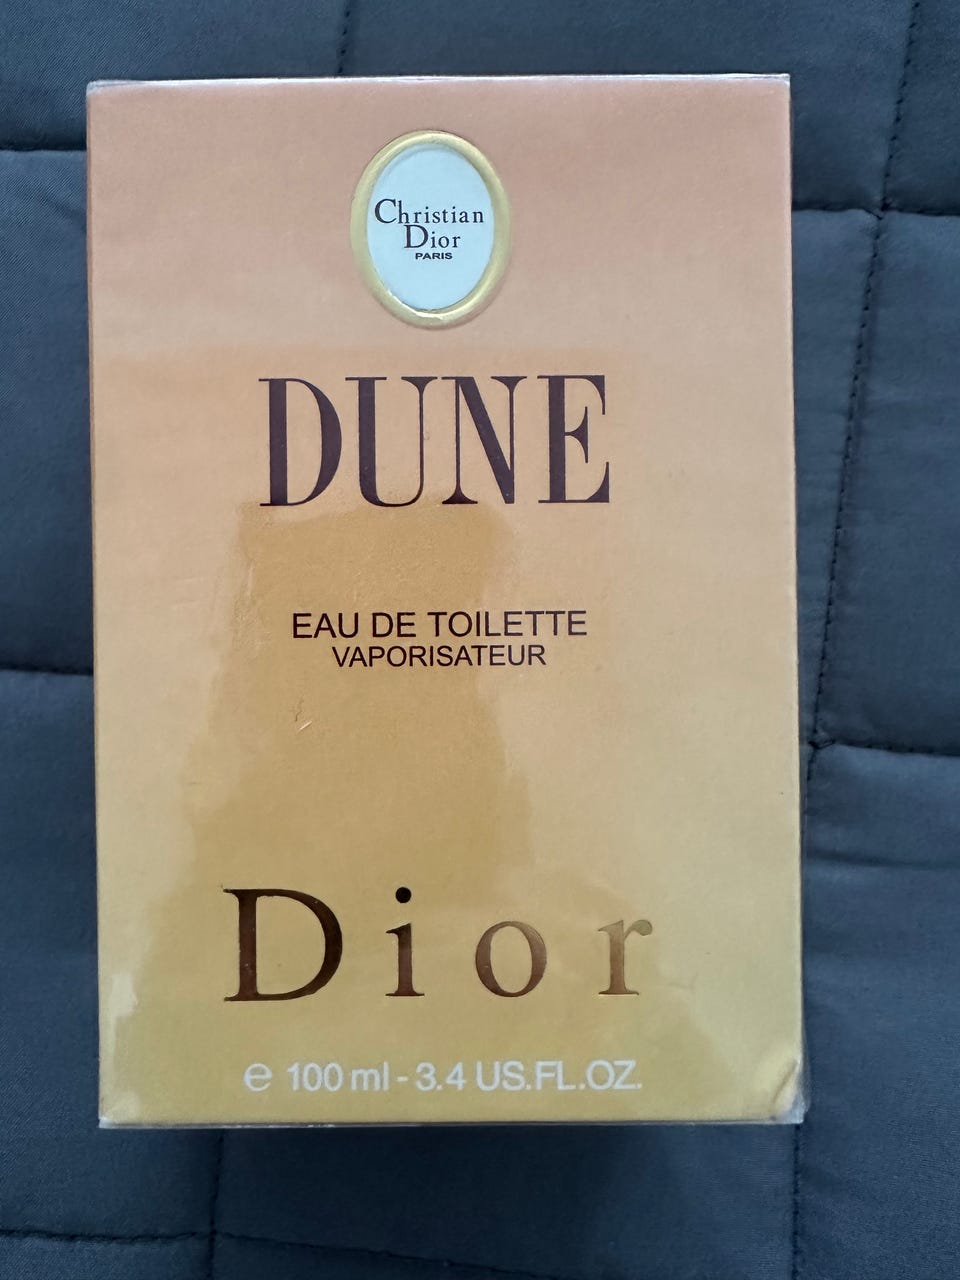 Christian
Dior
PARIS
DUNE
EAU DE TOILETTE
VAPORISATEUR
Dior
℮ 100 ml - 3.4 US.FL.OZ.